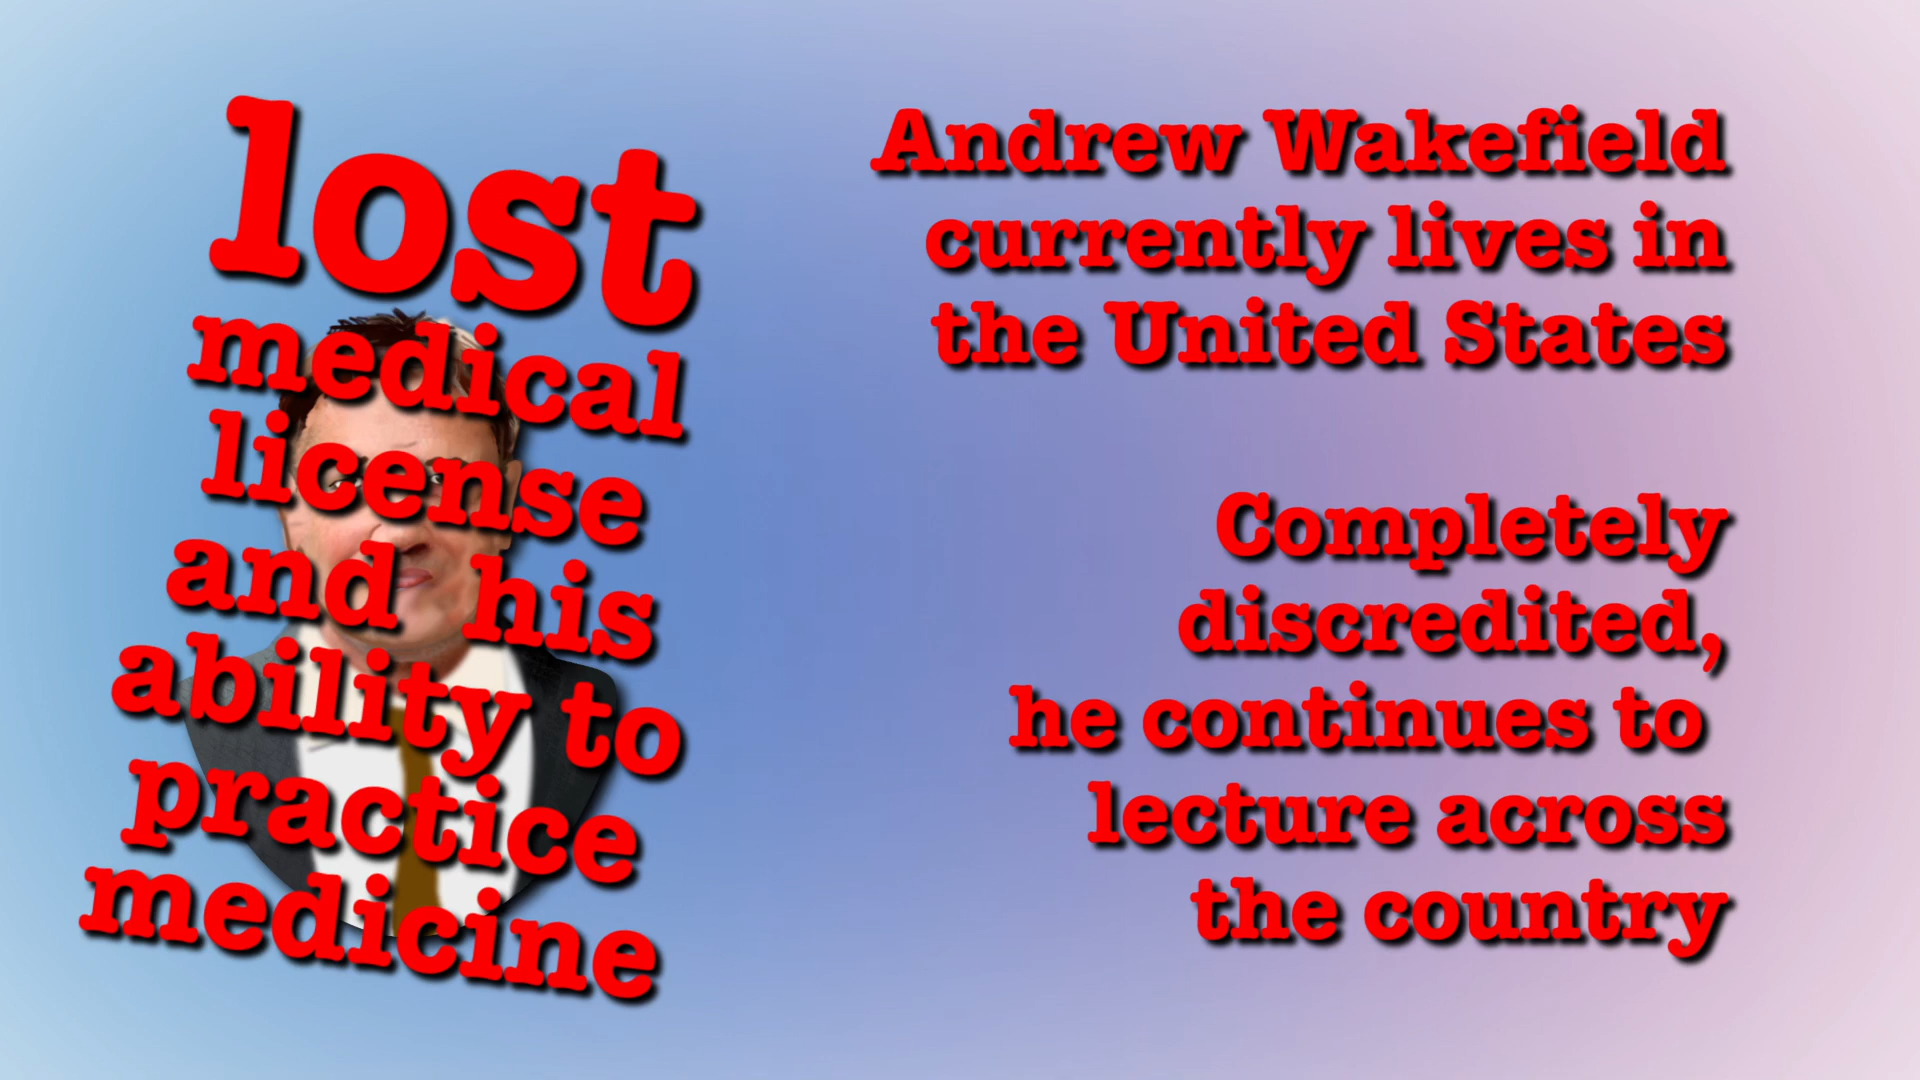 lost
medical
license
and his
ability to
practice
medicine
Andrew Wakefield
currently lives in
the United States
Completely
discredited,
he continues to
lecture across
the country